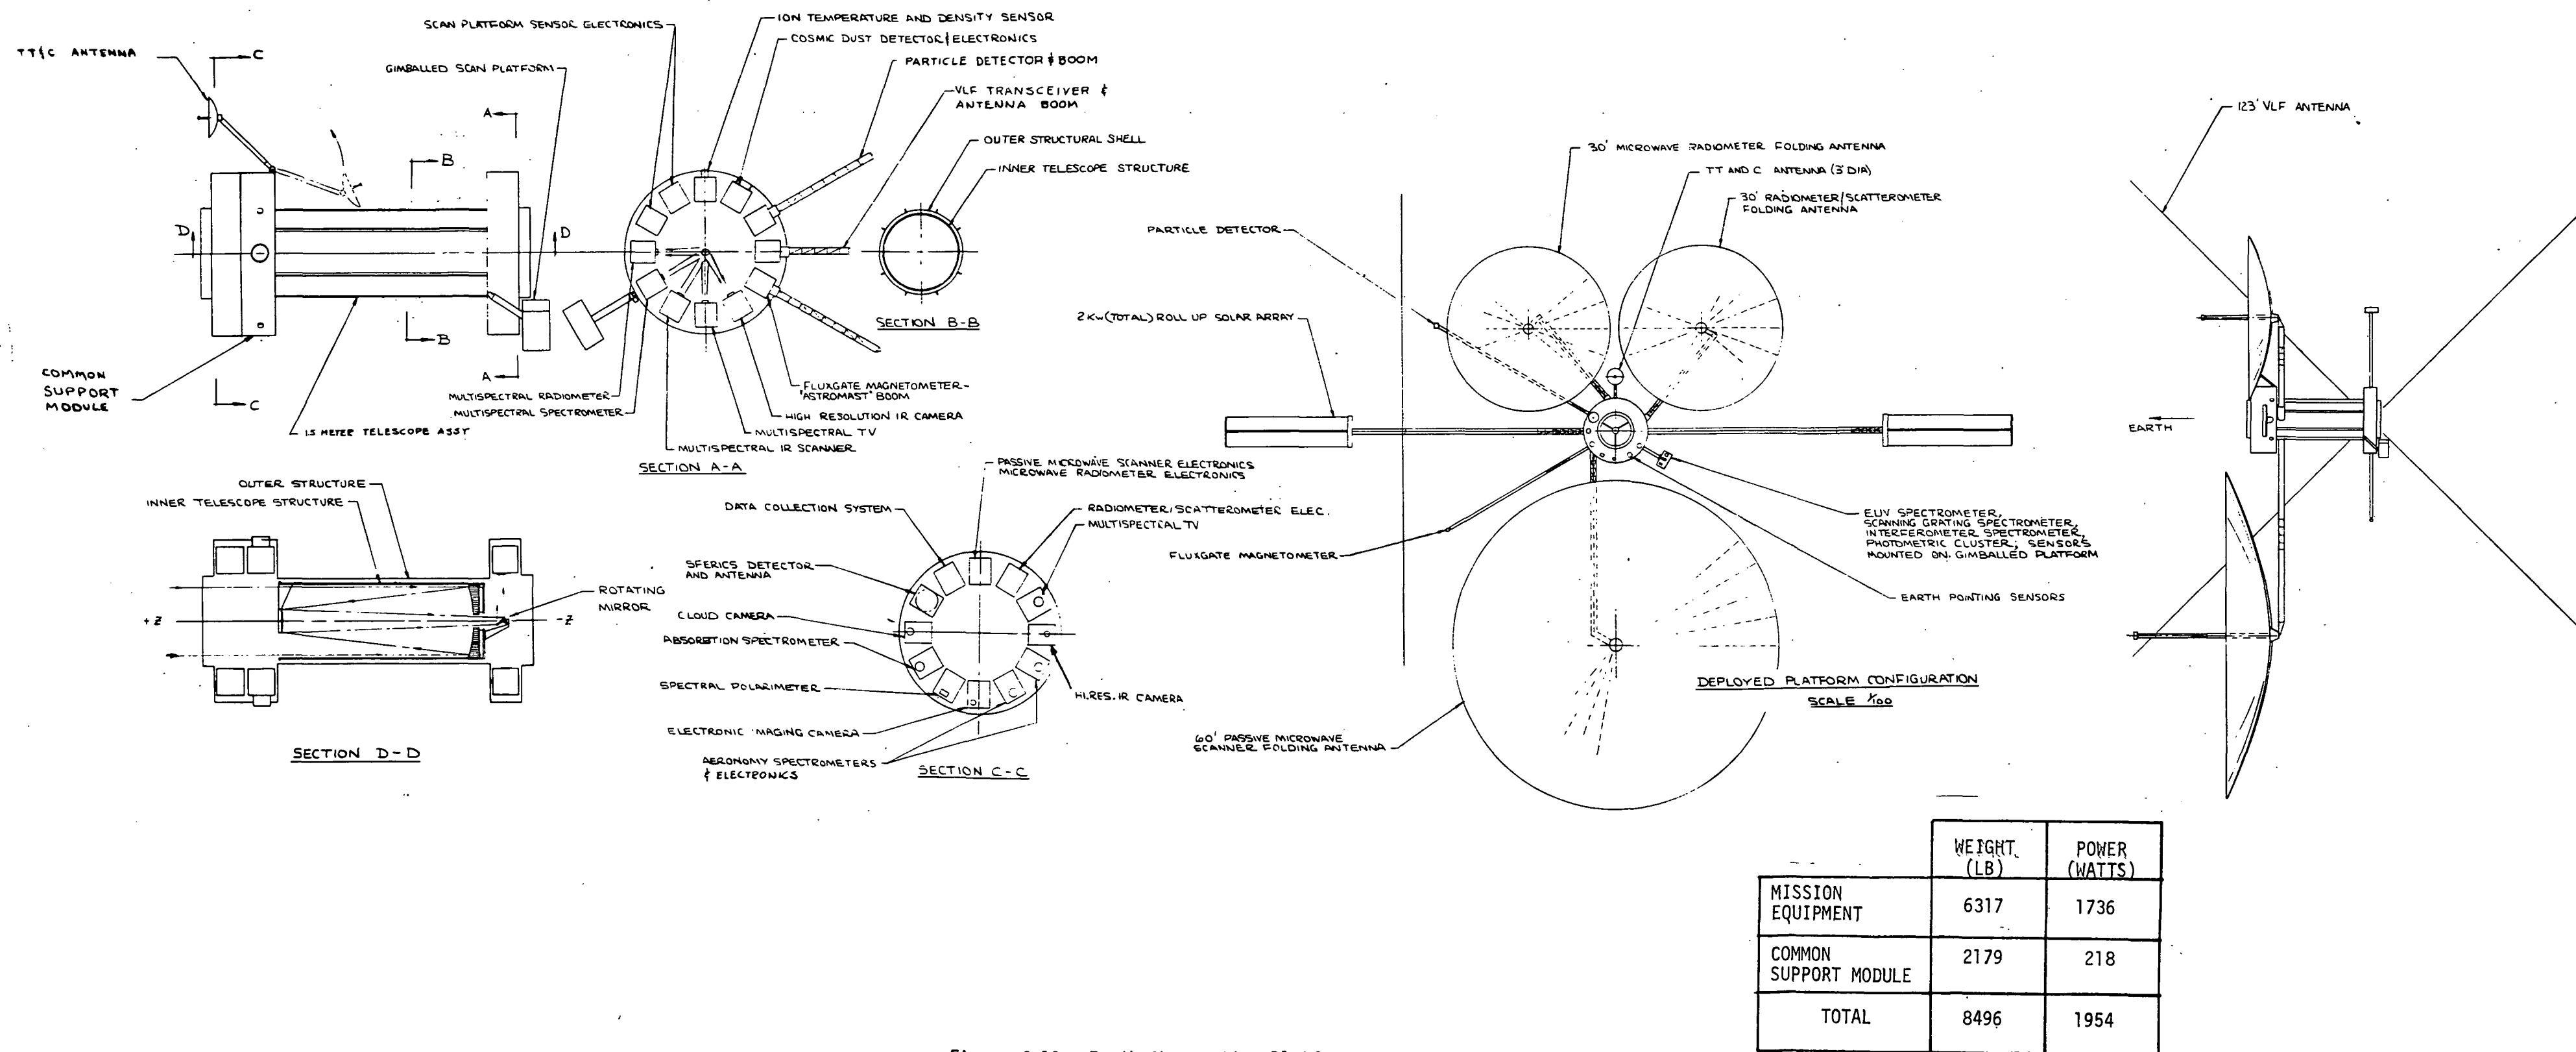 SCAN PLATFORM SENSOR ELECTRONICS
ION TEMPERATURE AND DENSITY SENSOR
COSMIC DUST DETECTOR & ELECTRONICS
TT&C ANTENNA
C
GIMBALLED SCAN PLATFORM
PARTICLE DETECTOR & BOOM
VLF TRANSCEIVER &
ANTENNA BOOM
A
OUTER STRUCTURAL SHELL
INNER TELESCOPE STRUCTURE
B
D
D
SECTION B-B
B
A
C
COMMON
SUPPORT
MODULE
1.5 METER TELESCOPE ASSY
MULTISPECTRAL RADIOMETER
MULTISPECTRAL SPECTROMETER
FLUXGATE MAGNETOMETER-
"ASTROMAST" BOOM
HIGH RESOLUTION IR CAMERA
MULTISPECTRAL TV
MULTISPECTRAL IR SCANNER
SECTION A-A
OUTER STRUCTURE
INNER TELESCOPE STRUCTURE
ROTATING
MIRROR
+Z
-Z
SECTION D-D
PASSIVE MICROWAVE SCANNER ELECTRONICS
MICROWAVE RADIOMETER ELECTRONICS
DATA COLLECTION SYSTEM
RADIOMETER/SCATTEROMETER ELEC.
MULTISPECTRAL TV
SFERICS DETECTOR
AND ANTENNA
CLOUD CAMERA
ABSORBTION SPECTROMETER
SPECTRAL POLARIMETER
HI.RES. IR CAMERA
ELECTRONIC IMAGING CAMERA
AERONOMY SPECTROMETERS
& ELECTRONICS
SECTION C-C
30' MICROWAVE RADIOMETER FOLDING ANTENNA
TT AND C ANTENNA (3' DIA)
30' RADIOMETER/SCATTEROMETER
FOLDING ANTENNA
PARTICLE DETECTOR
2 KW (TOTAL) ROLL UP SOLAR ARRAY
FLUXGATE MAGNETOMETER
EUV SPECTROMETER,
SCANNING GRATING SPECTROMETER,
INTERFEROMETER SPECTROMETER,
PHOTOMETRIC CLUSTER; SENSORS
MOUNTED ON GIMBALLED PLATFORM
EARTH POINTING SENSORS
60' PASSIVE MICROWAVE
SCANNER FOLDING ANTENNA
DEPLOYED PLATFORM CONFIGURATION
SCALE 1/100
123' VLF ANTENNA
EARTH
WEIGHT (LB)
POWER (WATTS)
MISSION EQUIPMENT 6317 1736
COMMON SUPPORT MODULE 2179 218
TOTAL 8496 1954